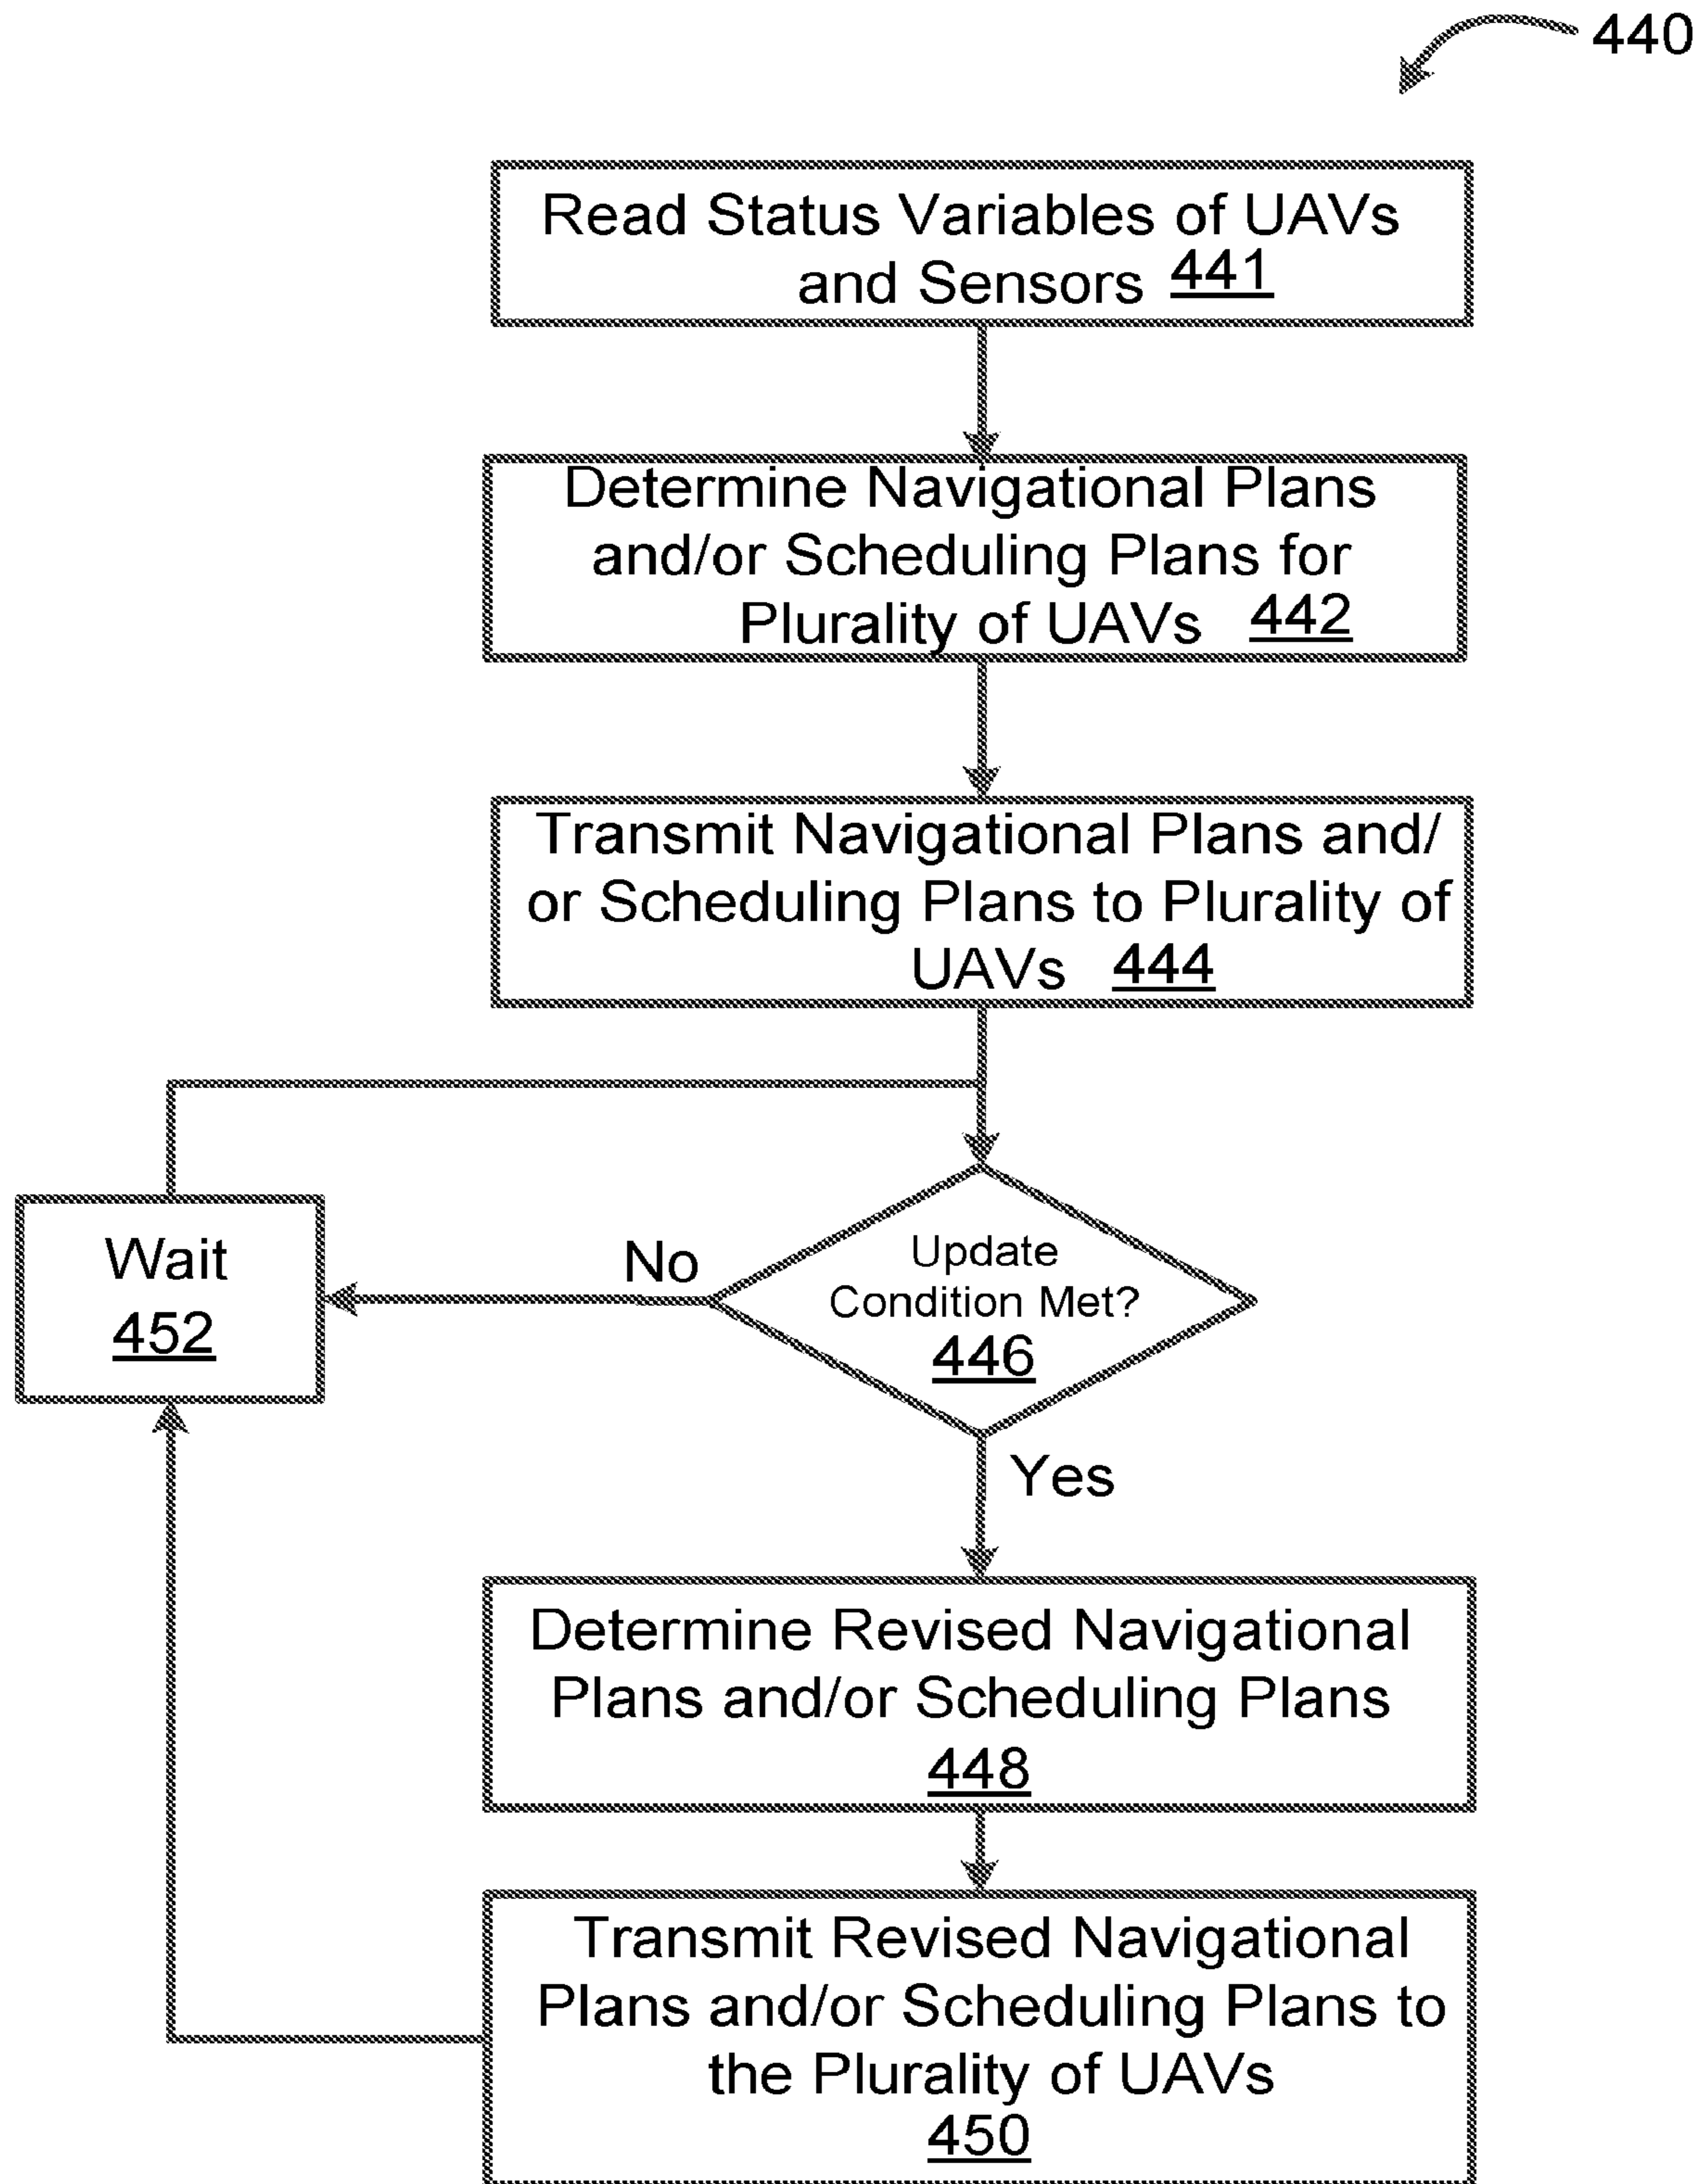 440
Read Status Variables of UAVs
and Sensors 441
Determine Navigational Plans
and/or Scheduling Plans for
Plurality of UAVs 442
Transmit Navigational Plans and/
or Scheduling Plans to Plurality of
UAVs 444
Wait
452
No
Update
Condition Met?
446
Yes
Determine Revised Navigational
Plans and/or Scheduling Plans
448
Transmit Revised Navigational
Plans and/or Scheduling Plans to
the Plurality of UAVs
450